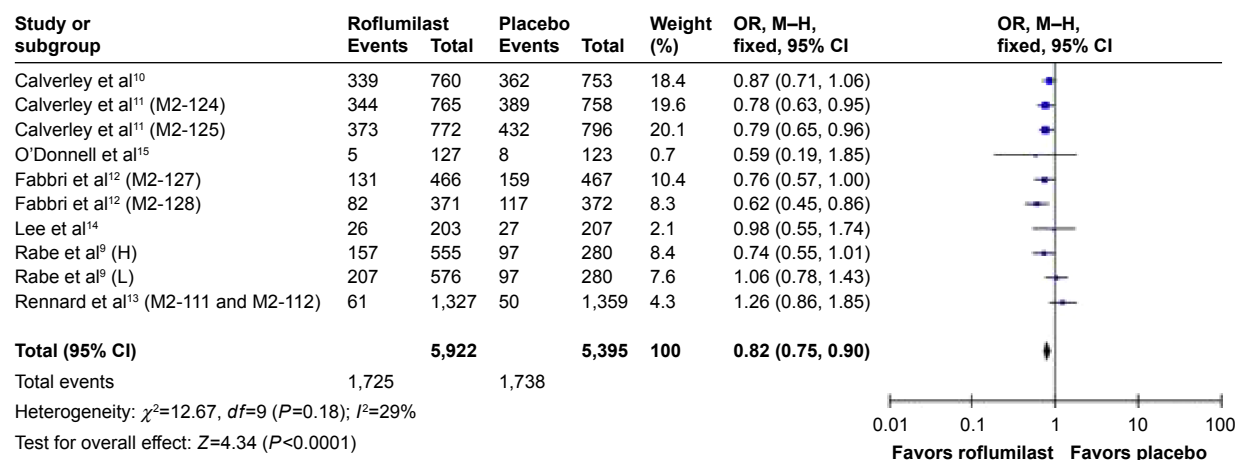 Study or subgroup Roflumilast Events Total Placebo Events Total Weight (%) OR, M–H, fixed, 95% CI OR, M–H, fixed, 95% CI
Calverley et al¹⁰ 339 760 362 753 18.4 0.87 (0.71, 1.06)
Calverley et al¹¹ (M2-124) 344 765 389 758 19.6 0.78 (0.63, 0.95)
Calverley et al¹¹ (M2-125) 373 772 432 796 20.1 0.79 (0.65, 0.96)
O’Donnell et al¹⁵ 5 127 8 123 0.7 0.59 (0.19, 1.85)
Fabbri et al¹² (M2-127) 131 466 159 467 10.4 0.76 (0.57, 1.00)
Fabbri et al¹² (M2-128) 82 371 117 372 8.3 0.62 (0.45, 0.86)
Lee et al¹⁴ 26 203 27 207 2.1 0.98 (0.55, 1.74)
Rabe et al⁹ (H) 157 555 97 280 8.4 0.74 (0.55, 1.01)
Rabe et al⁹ (L) 207 576 97 280 7.6 1.06 (0.78, 1.43)
Rennard et al¹³ (M2-111 and M2-112) 61 1,327 50 1,359 4.3 1.26 (0.86, 1.85)
Total (95% CI) 5,922 5,395 100 0.82 (0.75, 0.90)
Total events 1,725 1,738
Heterogeneity: χ²=12.67, df=9 (P=0.18); I²=29%
Test for overall effect: Z=4.34 (P<0.0001)
0.01 0.1 1 10 100
Favors roflumilast Favors placebo